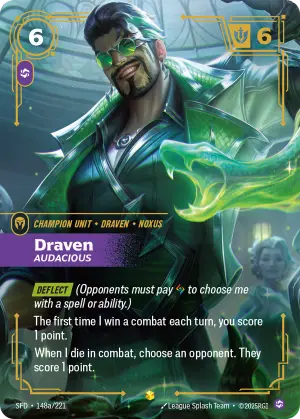 6
6
CHAMPION UNIT • DRAVEN • NOXUS
Draven
AUDACIOUS
DEFLECT (Opponents must pay to choose me
with a spell or ability.)
The first time I win a combat each turn, you score
1 point.
When I die in combat, choose an opponent. They
score 1 point.
SFD • 148a/221
League Splash Team • ©2025RGI